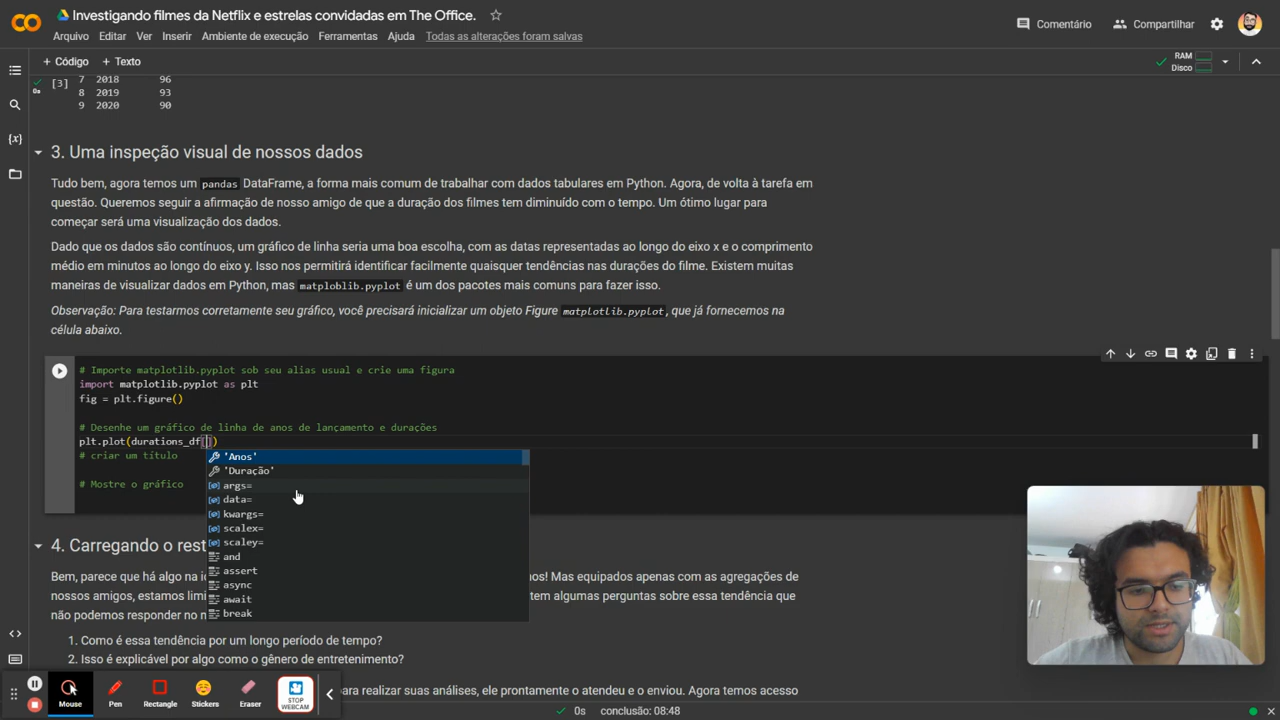 Investigando filmes da Netflix e estrelas convidadas em The Office.
Comentário
Compartilhar
Arquivo Editar Ver Inserir Ambiente de execução Ferramentas Ajuda Todas as alterações foram salvas
+ Código + Texto
RAM
Disco
[3]
7 2018 96
0s
8 2019 93
9 2020 90
3. Uma inspeção visual de nossos dados
Tudo bem, agora temos um pandas DataFrame, a forma mais comum de trabalhar com dados tabulares em Python. Agora, de volta à tarefa em
questão. Queremos seguir a afirmação de nosso amigo de que a duração dos filmes tem diminuído com o tempo. Um ótimo lugar para
começar será uma visualização dos dados.
Dado que os dados são contínuos, um gráfico de linha seria uma boa escolha, com as datas representadas ao longo do eixo x e o comprimento
médio em minutos ao longo do eixo y. Isso nos permitirá identificar facilmente quaisquer tendências nas durações do filme. Existem muitas
maneiras de visualizar dados em Python, mas matploblib.pyplot é um dos pacotes mais comuns para fazer isso.
Observação: Para testarmos corretamente seu gráfico, você precisará inicializar um objeto Figure matplotlib.pyplot, que já fornecemos na
célula abaixo.
# Importe matplotlib.pyplot sob seu alias usual e crie uma figura
import matplotlib.pyplot as plt
fig = plt.figure()
# Desenhe um gráfico de linha de anos de lançamento e durações
plt.plot(durations_df[])
# criar um título
# Mostre o gráfico
'Anos'
'Duração'
args=
data=
kwargs=
scalex=
scaley=
and
assert
async
await
break
4. Carregando o rest
Bem, parece que há algo na i
os! Mas equipados apenas com as agregações de
nossos amigos, estamos limi
tem algumas perguntas sobre essa tendência que
não podemos responder no n
1. Como é essa tendência por um longo período de tempo?
2. Isso é explicável por algo como o gênero de entretenimento?
para realizar suas análises, ele prontamente o atendeu e o enviou. Agora temos acesso
Mouse
Pen
Rectangle
Stickers
Eraser
STOP
WEBCAM
0s conclusão: 08:48